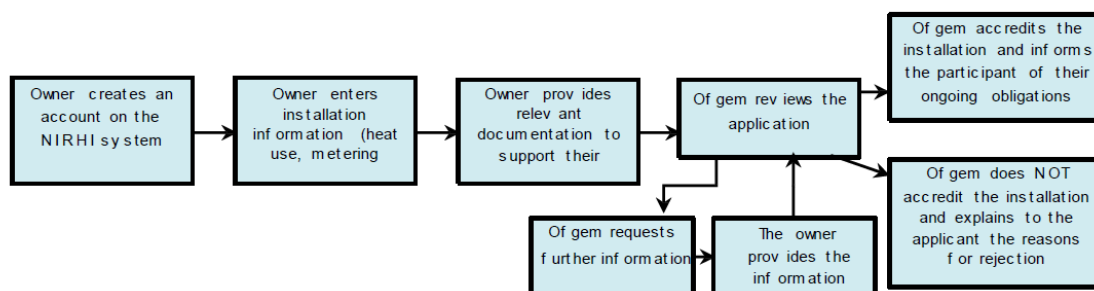 Owner creates an
account on the
NIRHI system
Owner enters
installation
information (heat
use, metering
Owner provides
relevant
documentation to
support their
Ofgem reviews the
application
Ofgem accredits the
installation and informs
the participant of their
ongoing obligations
Ofgem does NOT
accredit the installation
and explains to the
applicant the reasons
for rejection
Ofgem requests
further information
The owner
provides the
information